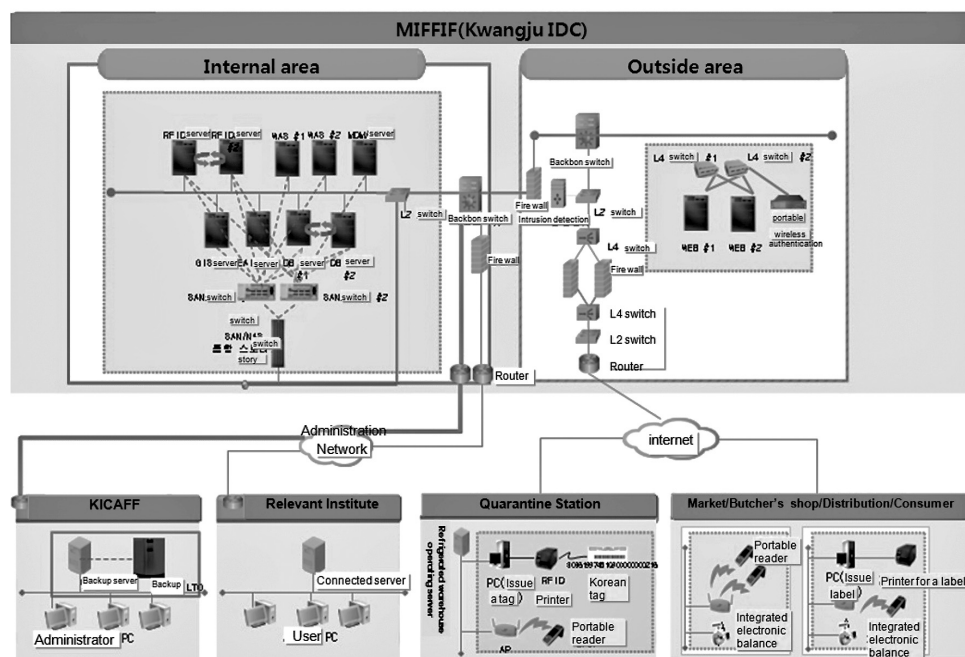 MIFFIF(Kwangju IDC)
Internal area
Outside area
RFID server
RFID server
#2
WAS #1
WAS #2
MDW server
L2 switch
Backbon switch
Fire wall
Fire wall
Intrusion detection
Backbon switch
L2 switch
L4 switch
Fire wall
L4 switch
L2 switch
Router
L4 switch #1
L4 switch #2
WEB #1
WEB #2
portable
wireless
authentication
GIS server
server
DB server
#1
DB server
#2
SAN switch
SAN switch #2
switch
SAN/NAS
switch
통합
story
Router
Administration
Network
internet
KICAFF
Backup server
Backup
LTO
Administrator PC
Relevant Institute
Connected server
User PC
Quarantine Station
Refrigerated warehouse
operating server
PC(Issue
a tag)
RFID
Printer
Korean
tag
AP
Portable
reader
Market/Butcher's shop/Distribution/Consumer
Portable
reader
Integrated
electronic
balance
PC(Issue
label)
Printer for a label
Integrated
electronic
balance